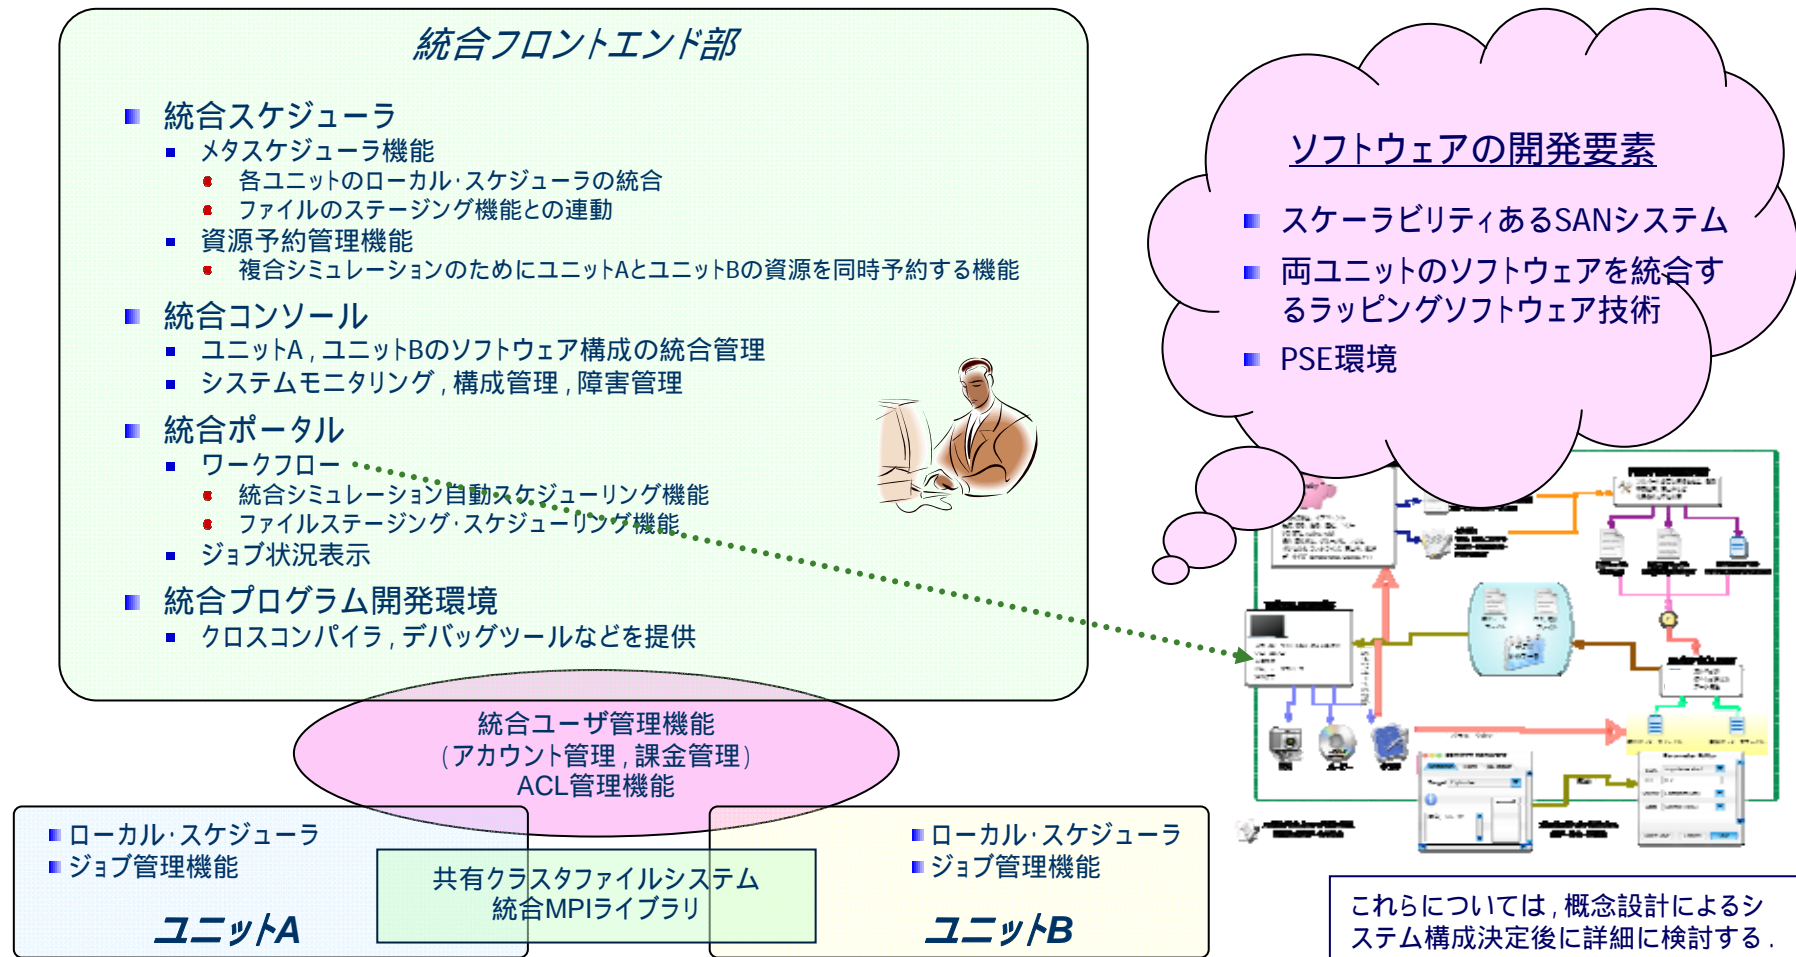 統合フロントエンド部
統合スケジューラ
メタスケジューラ機能
各ユニットのローカル・スケジューラの統合
ファイルのステージング機能との連動
資源予約管理機能
複合シミュレーションのためにユニットAとユニットBの資源を同時予約する機能
統合コンソール
ユニットA,ユニットBのソフトウェア構成の統合管理
システムモニタリング,構成管理,障害管理
統合ポータル
ワークフロー
統合シミュレーション自動スケジューリング機能
ファイルステージング・スケジューリング機能
ジョブ状況表示
統合プログラム開発環境
クロスコンパイラ,デバッグツールなどを提供
統合ユーザ管理機能
(アカウント管理,課金管理)
ACL管理機能
ローカル・スケジューラ
ジョブ管理機能
ユニットA
共有クラスタファイルシステム
統合MPIライブラリ
ローカル・スケジューラ
ジョブ管理機能
ユニットB
ソフトウェアの開発要素
スケーラビリティあるSANシステム
両ユニットのソフトウェアを統合す
るラッピングソフトウェア技術
PSE環境
これらについては,概念設計によるシ
ステム構成決定後に詳細に検討する.